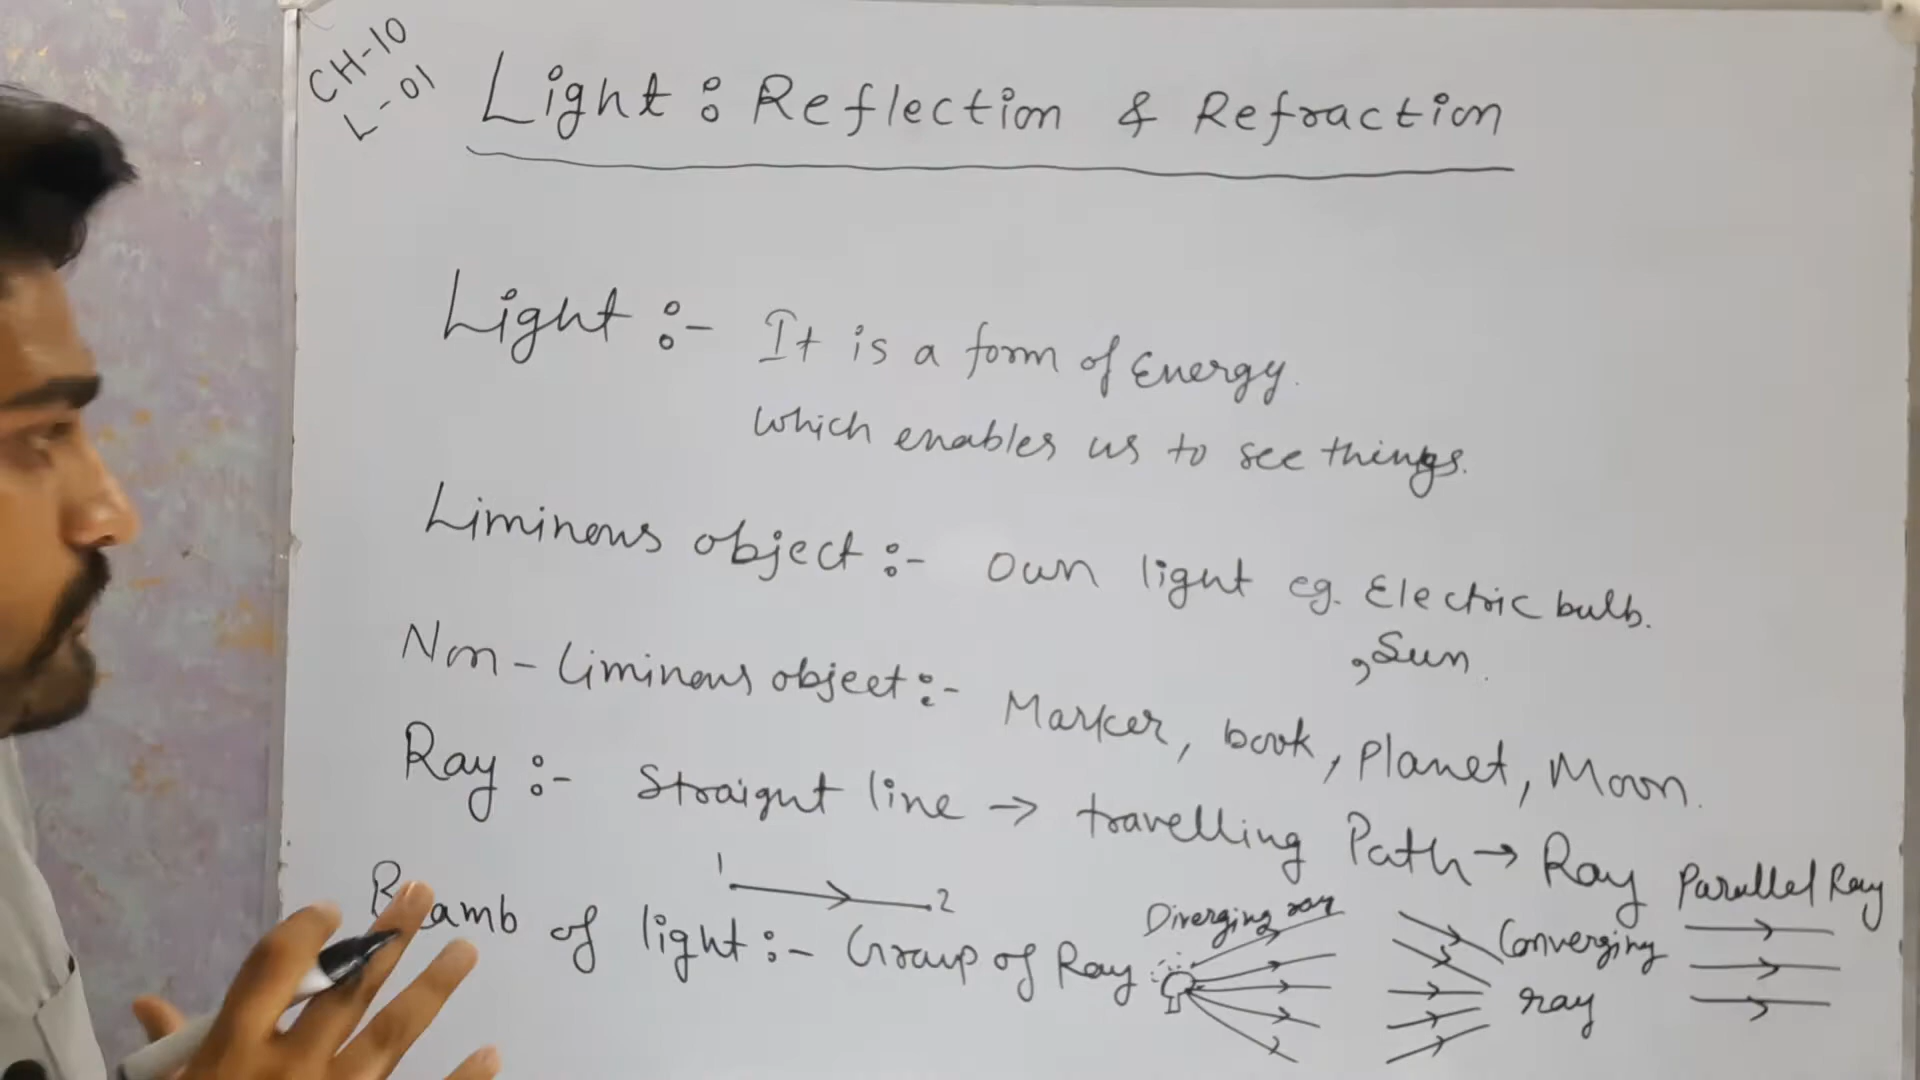 CH-10
L-01
Light : Reflection & Refraction
Light :- It is a form of Energy.
which enables us to see things.
Liminous object :- Own light eg. Electric bulb.
, Sun.
Non-liminous object :- Marker, book, Planet, Moon.
Ray :- Straight line → travelling Path → Ray
1 2
of light :- Group of Ray
Diverging ray
Converging
ray
Parallel Ray